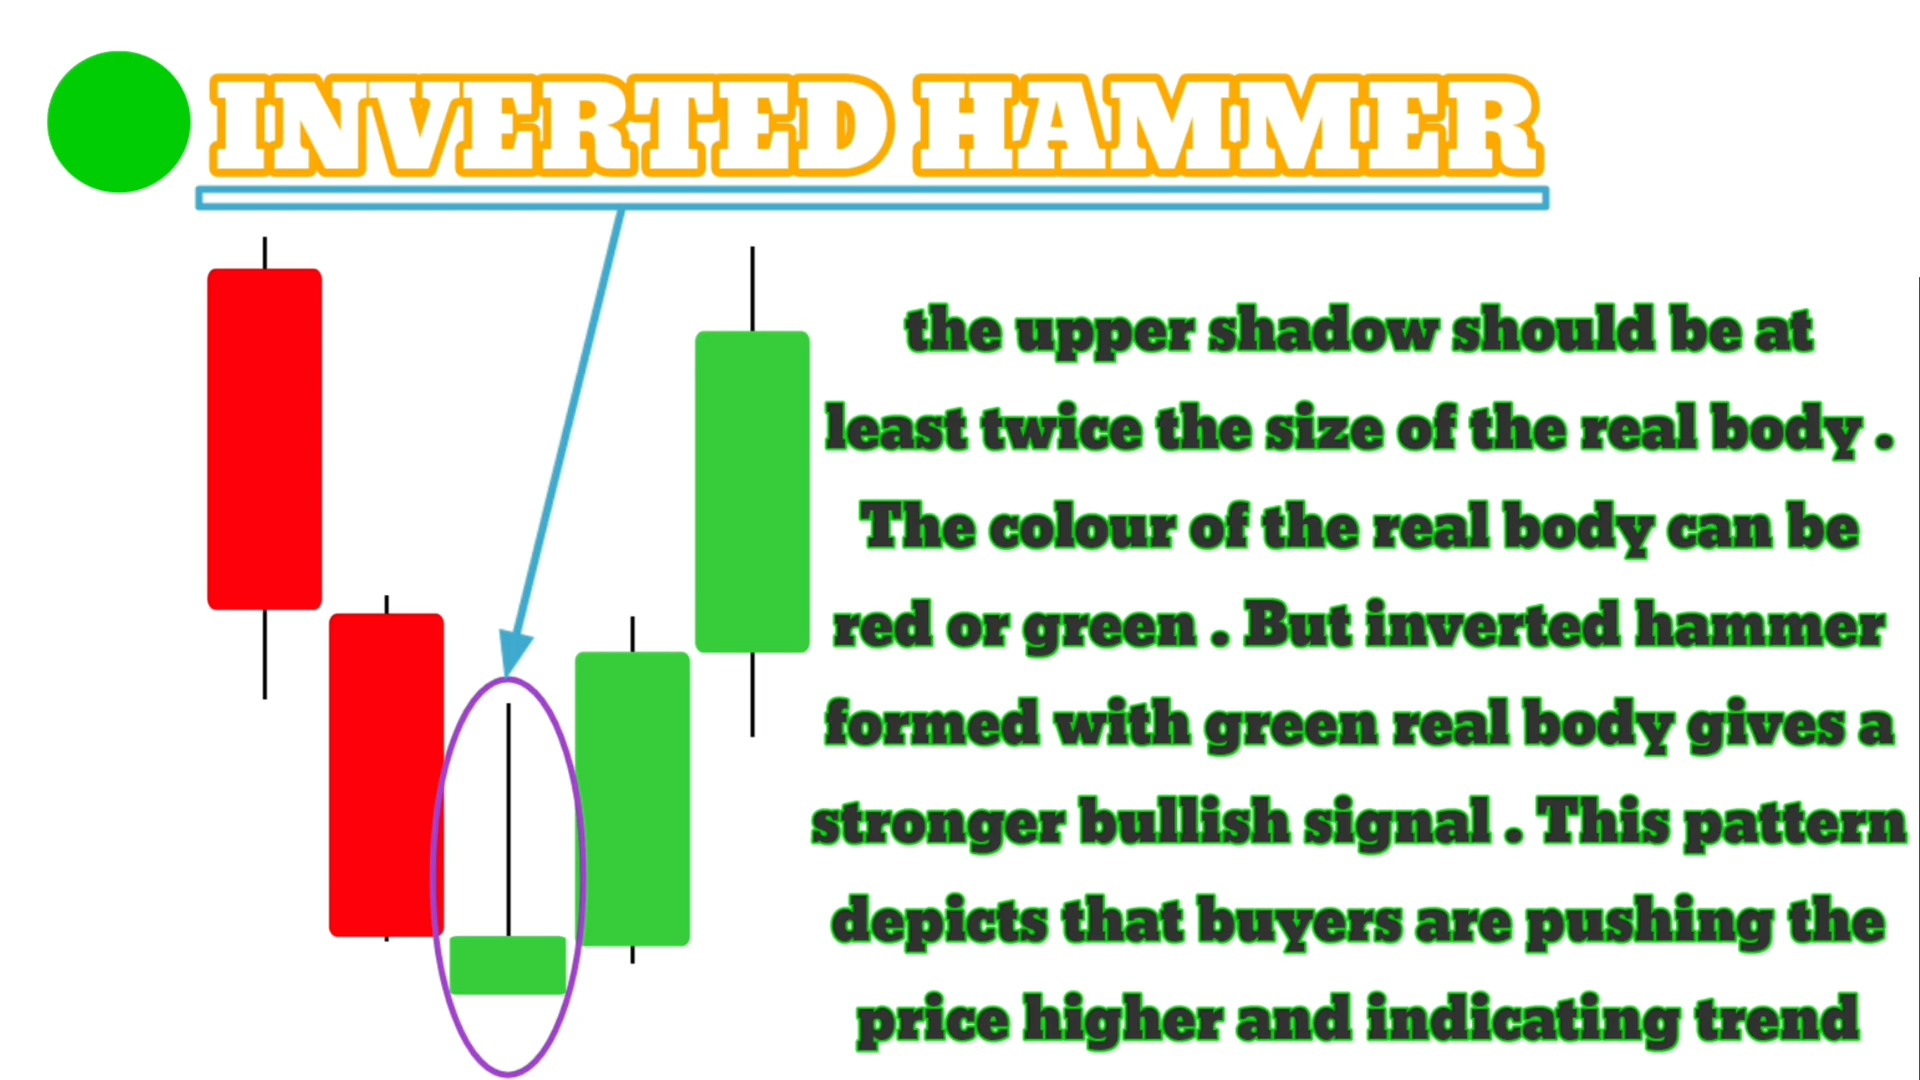 INVERTED HAMMER
the upper shadow should be at
least twice the size of the real body .
The colour of the real body can be
red or green . But inverted hammer
formed with green real body gives a
stronger bullish signal . This pattern
depicts that buyers are pushing the
price higher and indicating trend